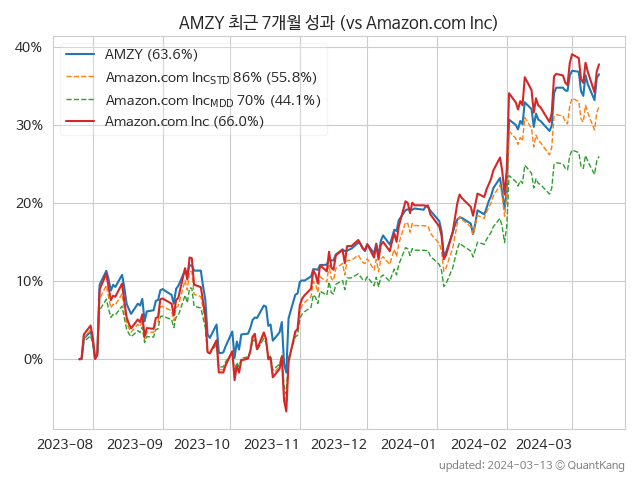 AMZY 최근 7개월 성과 (vs Amazon.com Inc)
40%
30%
20%
10%
0%
AMZY (63.6%)
Amazon.com Inc_STD 86% (55.8%)
Amazon.com Inc_MDD 70% (44.1%)
Amazon.com Inc (66.0%)
2023-08 2023-09 2023-10 2023-11 2023-12 2024-01 2024-02 2024-03
updated: 2024-03-13 ⓒ QuantKang